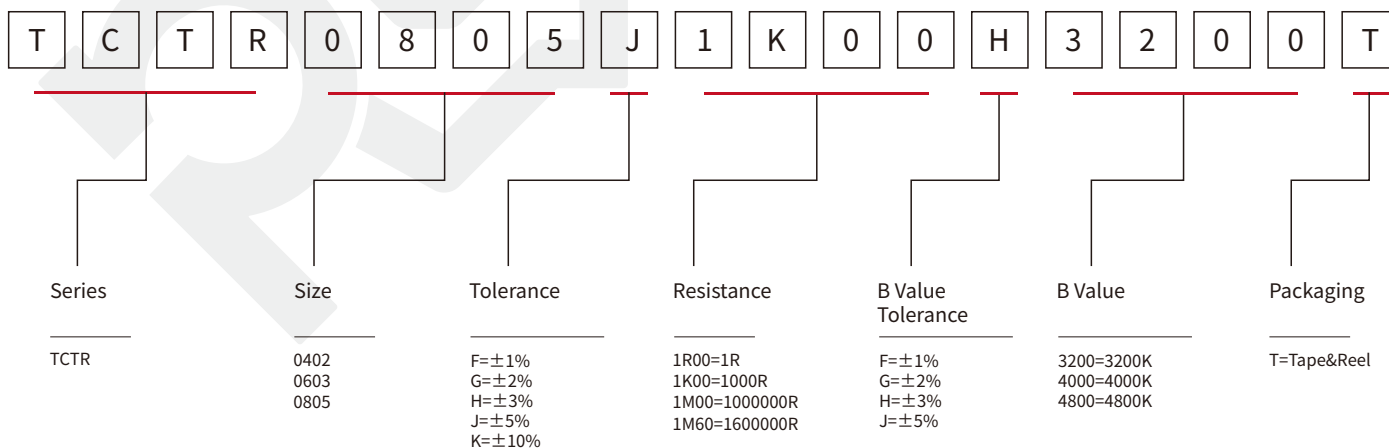 T C T R 0 8 0 5 J 1 K 0 0 H 3 2 0 0 T
Series
TCTR
Size
0402
0603
0805
Tolerance
F=±1%
G=±2%
H=±3%
J=±5%
K=±10%
Resistance
1R00=1R
1K00=1000R
1M00=1000000R
1M60=1600000R
B Value
Tolerance
F=±1%
G=±2%
H=±3%
J=±5%
B Value
3200=3200K
4000=4000K
4800=4800K
Packaging
T=Tape&Reel